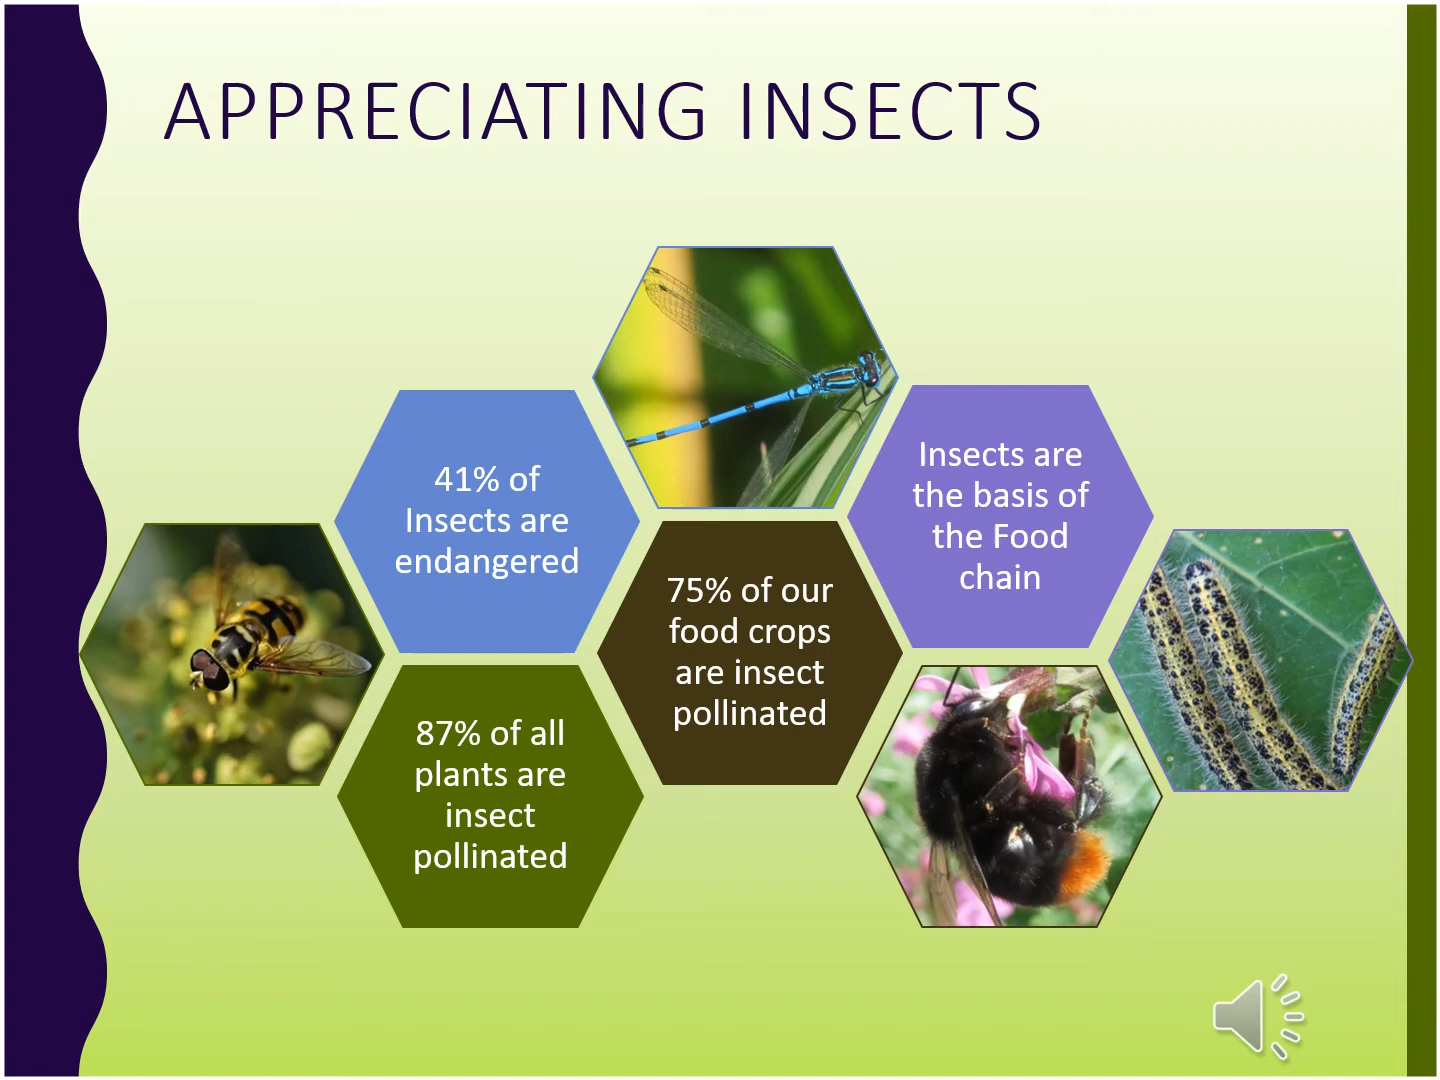 APPRECIATING INSECTS
41% of
Insects are
endangered
87% of all
plants are
insect
pollinated
75% of our
food crops
are insect
pollinated
Insects are
the basis of
the Food
chain